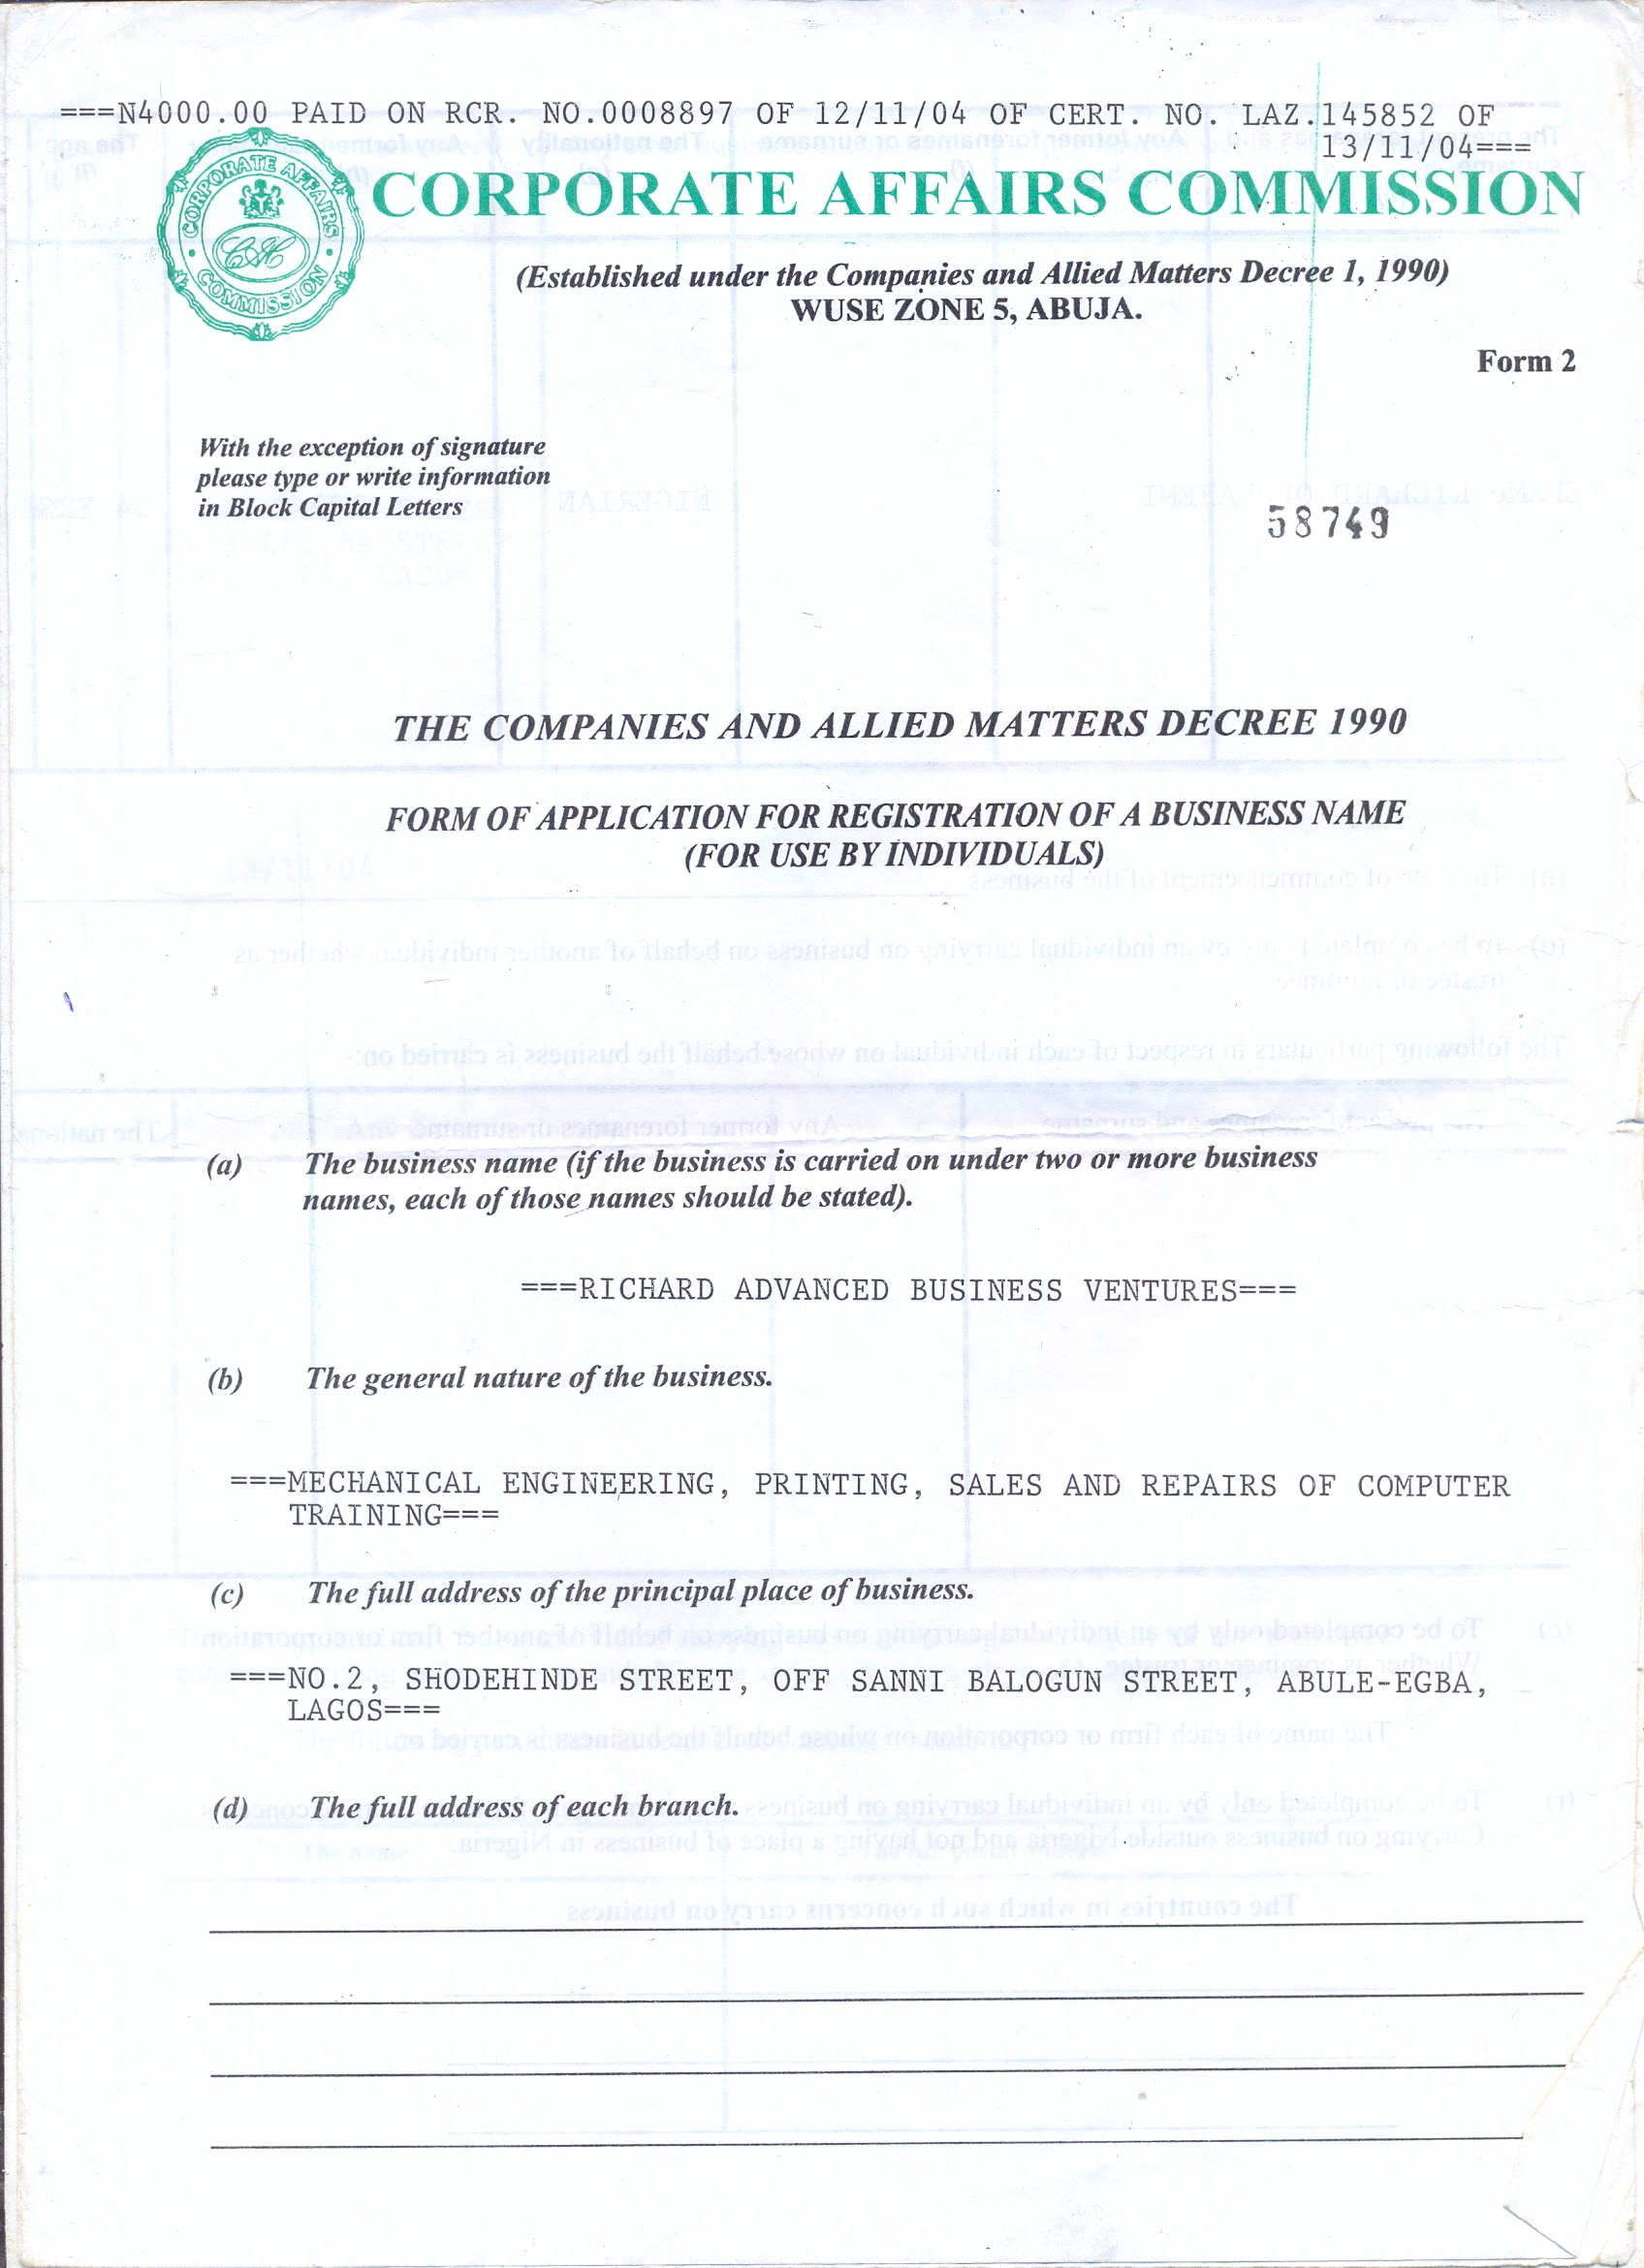 ===N4000.00 PAID ON RCR. NO.0008897 OF 12/11/04 OF CERT. NO. LAZ.145852 OF
13/11/04===
CORPORATE AFFAIRS
COMMISSION
CORPORATE AFFAIRS COMMISSION
(Established under the Companies and Allied Matters Decree 1, 1990)
WUSE ZONE 5, ABUJA.
Form 2
With the exception of signature
please type or write information
in Block Capital Letters
58749
THE COMPANIES AND ALLIED MATTERS DECREE 1990
FORM OF APPLICATION FOR REGISTRATION OF A BUSINESS NAME
(FOR USE BY INDIVIDUALS)
(a) The business name (if the business is carried on under two or more business
names, each of those names should be stated).
===RICHARD ADVANCED BUSINESS VENTURES===
(b) The general nature of the business.
===MECHANICAL ENGINEERING, PRINTING, SALES AND REPAIRS OF COMPUTER
TRAINING===
(c) The full address of the principal place of business.
===NO.2, SHODEHINDE STREET, OFF SANNI BALOGUN STREET, ABULE-EGBA,
LAGOS===
(d) The full address of each branch.